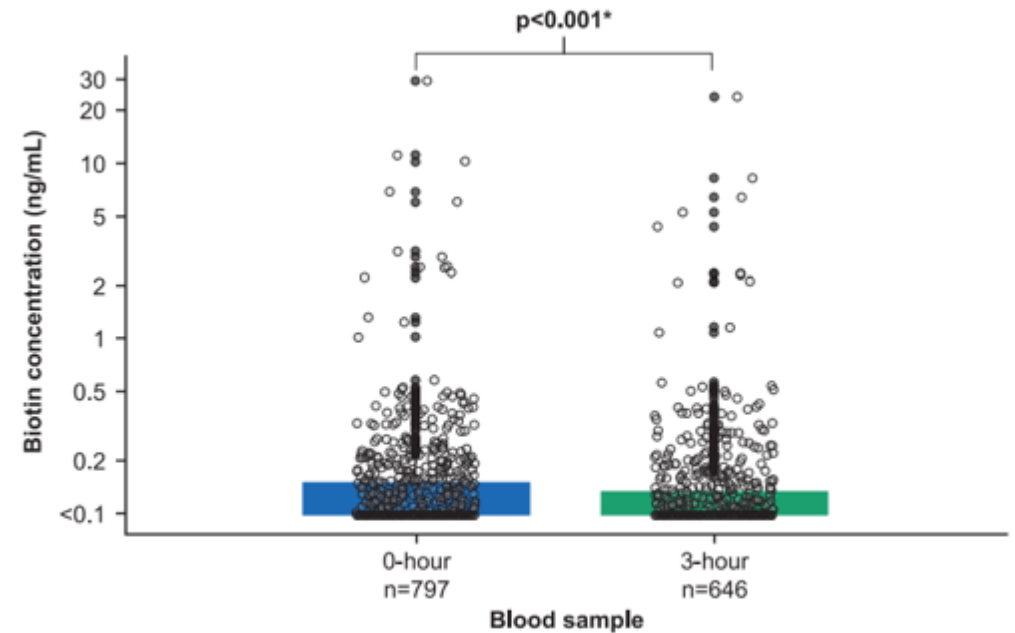 p<0.001*
Biotin concentration (ng/mL)
30
20
10
5
2
1
0.5
0.2
<0.1
0-hour
n=797
3-hour
n=646
Blood sample